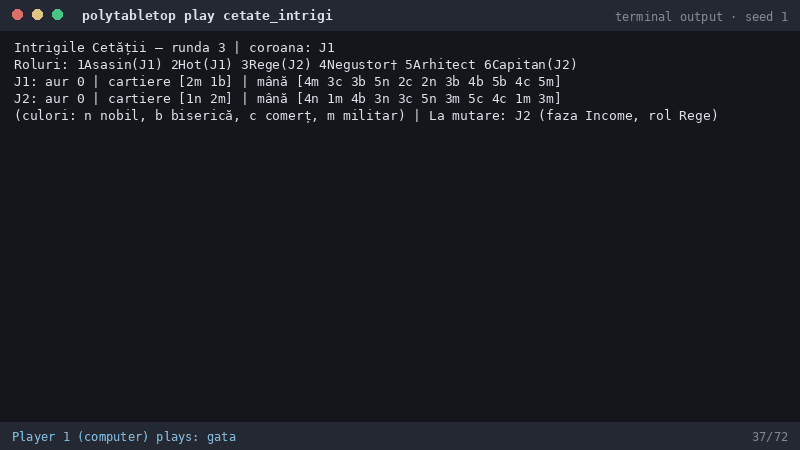 polytabletop play cetate_intrigi
terminal output · seed 1
Intrigile Cetății — runda 3 | coroana: J1
Roluri: 1Asasin(J1) 2Hot(J1) 3Rege(J2) 4Negustor† 5Arhitect 6Capitan(J2)
J1: aur 0 | cartiere [2m 1b] | mână [4m 3c 3b 5n 2c 2n 3b 4b 5b 4c 5m]
J2: aur 0 | cartiere [1n 2m] | mână [4n 1m 4b 3n 3c 5n 3m 5c 4c 1m 3m]
(culori: n nobil, b biserică, c comerț, m militar) | La mutare: J2 (faza Income, rol Rege)
Player 1 (computer) plays: gata
37/72